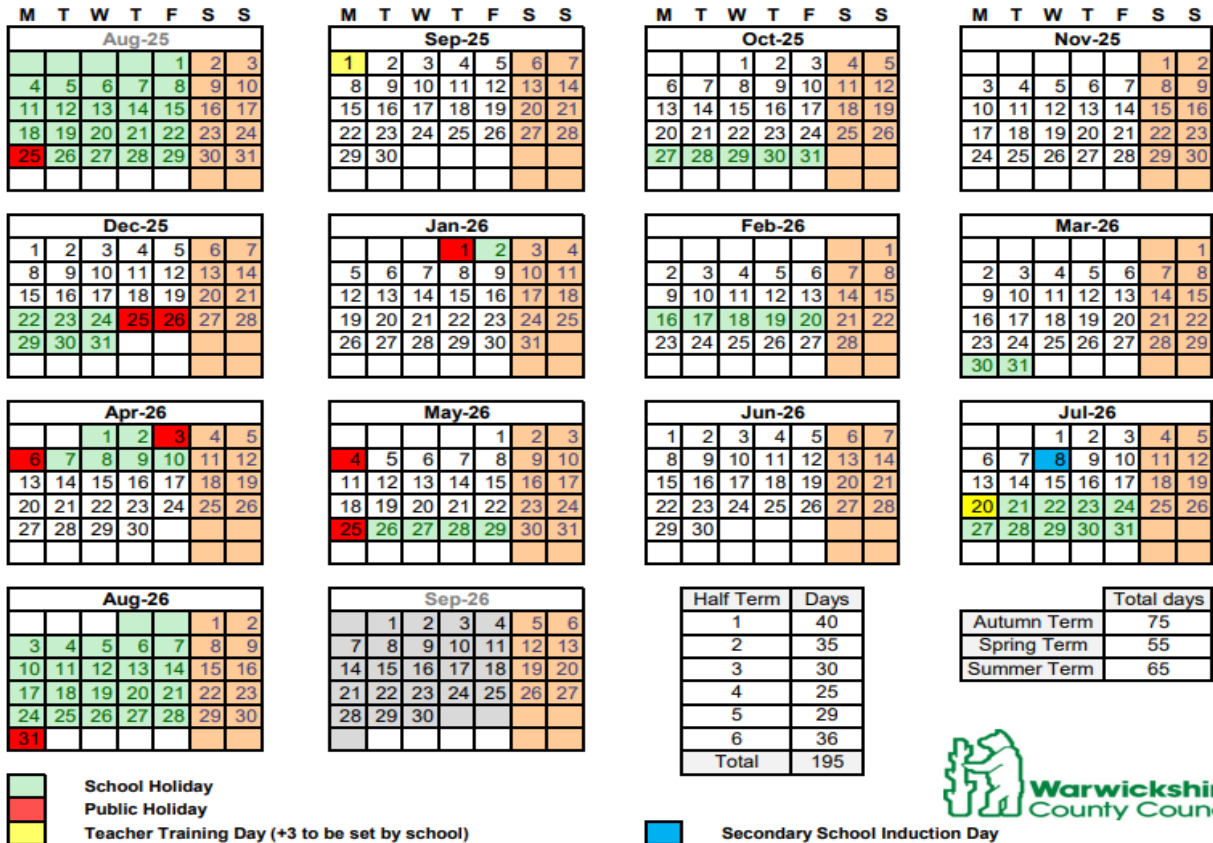 M T W T F S S M T W T F S S M T W T F S S M T W T F S S
Aug-25 Sep-25 Oct-25 Nov-25
1 2 3 1 2 3 4 5 6 7 1 2 3 4 5 1 2
4 5 6 7 8 9 10 8 9 10 11 12 13 14 6 7 8 9 10 11 12 3 4 5 6 7 8 9
11 12 13 14 15 16 17 15 16 17 18 19 20 21 13 14 15 16 17 18 19 10 11 12 13 14 15 16
18 19 20 21 22 23 24 22 23 24 25 26 27 28 20 21 22 23 24 25 26 17 18 19 20 21 22 23
25 26 27 28 29 30 31 29 30 27 28 29 30 31 24 25 26 27 28 29 30
Dec-25 Jan-26 Feb-26 Mar-26
1 2 3 4 5 6 7 1 2 3 4 1 1
8 9 10 11 12 13 14 5 6 7 8 9 10 11 2 3 4 5 6 7 8 2 3 4 5 6 7 8
15 16 17 18 19 20 21 12 13 14 15 16 17 18 9 10 11 12 13 14 15 9 10 11 12 13 14 15
22 23 24 25 26 27 28 19 20 21 22 23 24 25 16 17 18 19 20 21 22 16 17 18 19 20 21 22
29 30 31 26 27 28 29 30 31 23 24 25 26 27 28 23 24 25 26 27 28 29
30 31
Apr-26 May-26 Jun-26 Jul-26
1 2 3 4 5 1 2 3 1 2 3 4 5 6 7 1 2 3 4 5
6 7 8 9 10 11 12 4 5 6 7 8 9 10 8 9 10 11 12 13 14 6 7 8 9 10 11 12
13 14 15 16 17 18 19 11 12 13 14 15 16 17 15 16 17 18 19 20 21 13 14 15 16 17 18 19
20 21 22 23 24 25 26 18 19 20 21 22 23 24 22 23 24 25 26 27 28 20 21 22 23 24 25 26
27 28 29 30 25 26 27 28 29 30 31 29 30 27 28 29 30 31
Aug-26 Sep-26 Half Term Days Total days
1 2 1 2 3 4 5 6 1 40 Autumn Term 75
3 4 5 6 7 8 9 7 8 9 10 11 12 13 2 35 Spring Term 55
10 11 12 13 14 15 16 14 15 16 17 18 19 20 3 30 Summer Term 65
17 18 19 20 21 22 23 21 22 23 24 25 26 27 4 25
24 25 26 27 28 29 30 28 29 30 5 29
31 6 36
Total 195
School Holiday
Public Holiday
Teacher Training Day (+3 to be set by school) Secondary School Induction Day
Warwickshi
County Coun